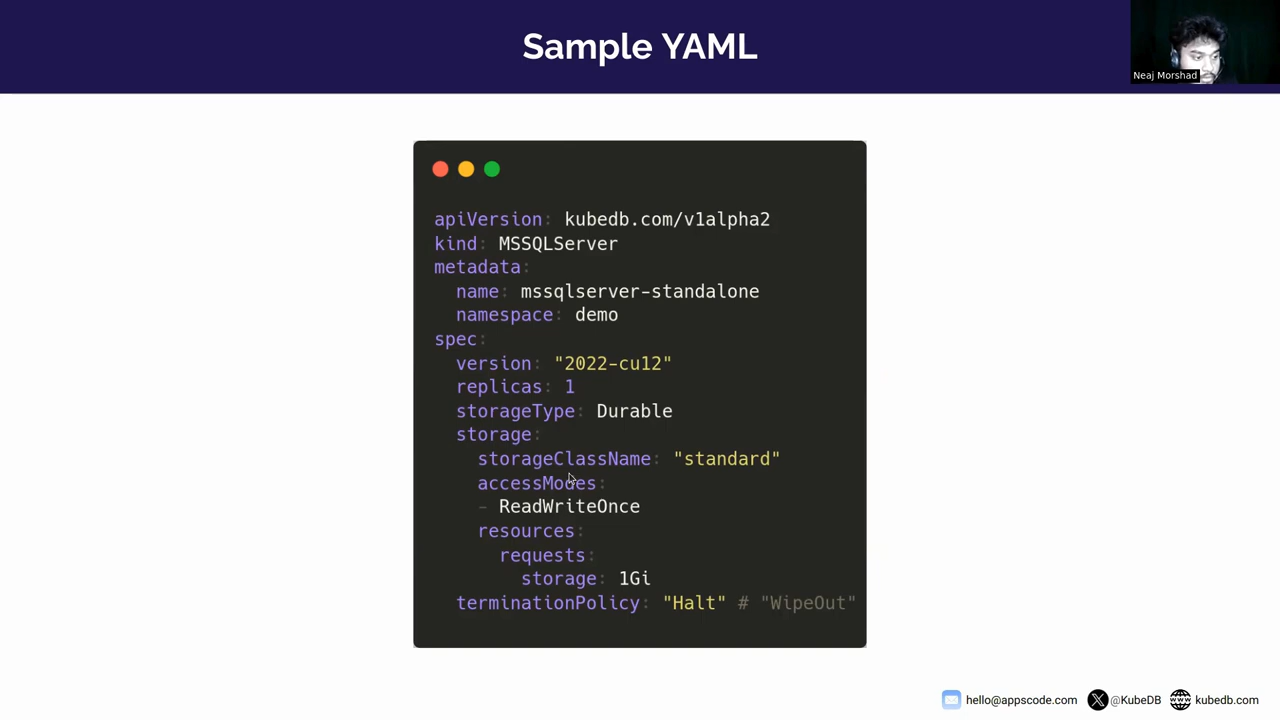 Sample YAML
Neaj Morshad
apiVersion: kubedb.com/v1alpha2
kind: MSSQLServer
metadata:
  name: mssqlserver-standalone
  namespace: demo
spec:
  version: "2022-cu12"
  replicas: 1
  storageType: Durable
  storage:
    storageClassName: "standard"
    accessModes:
    - ReadWriteOnce
    resources:
      requests:
        storage: 1Gi
  terminationPolicy: "Halt" # "WipeOut"
hello@appscode.com @KubeDB kubedb.com